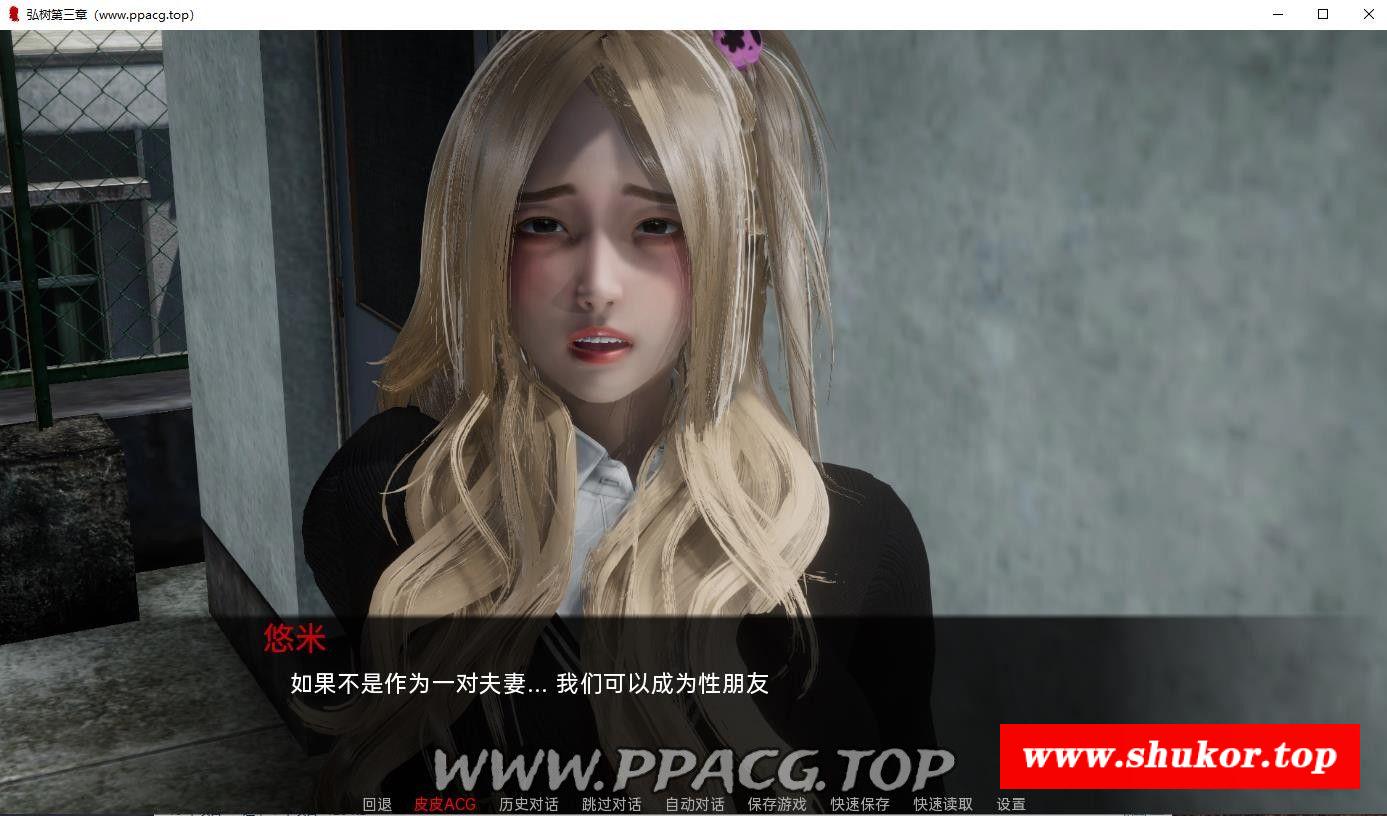 弘树第三章（www.ppacg.top）
悠米
如果不是作为一对夫妻... 我们可以成为性朋友
www.shukor.top
WWW.PPACG.TOP
回退 皮皮ACG 历史对话 跳过对话 自动对话 保存游戏 快速保存 快速读取 设置